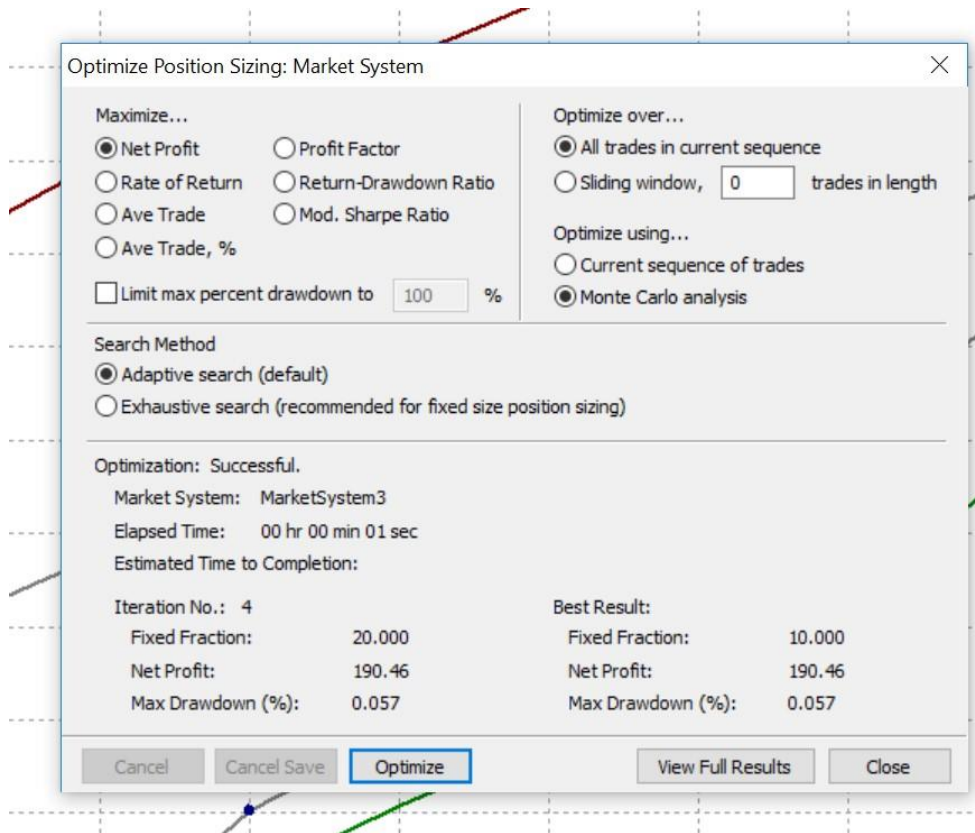 Optimize Position Sizing: Market System
Maximize...
Net Profit
Profit Factor
Rate of Return
Return-Drawdown Ratio
Ave Trade
Mod. Sharpe Ratio
Ave Trade, %
Limit max percent drawdown to 100 %
Optimize over...
All trades in current sequence
Sliding window, 0 trades in length
Optimize using...
Current sequence of trades
Monte Carlo analysis
Search Method
Adaptive search (default)
Exhaustive search (recommended for fixed size position sizing)
Optimization: Successful.
Market System: MarketSystem3
Elapsed Time: 00 hr 00 min 01 sec
Estimated Time to Completion:
Iteration No.: 4
Fixed Fraction: 20.000
Net Profit: 190.46
Max Drawdown (%): 0.057
Best Result:
Fixed Fraction: 10.000
Net Profit: 190.46
Max Drawdown (%): 0.057
Cancel
Cancel Save
Optimize
View Full Results
Close